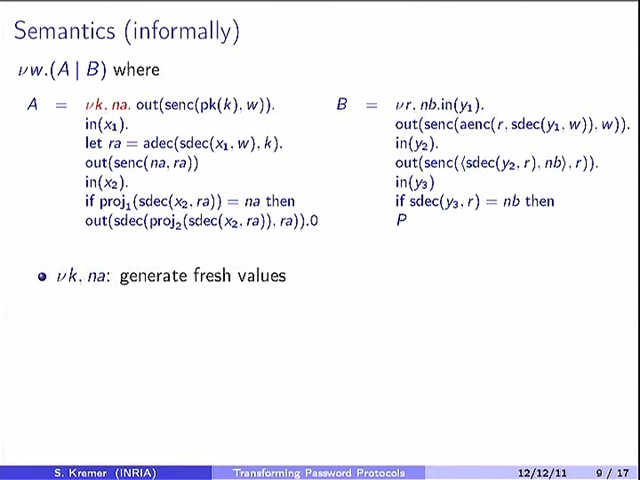 Semantics (informally)
νw.(A | B) where
A = νk, na. out(senc(pk(k), w)).
in(x₁).
let ra = adec(sdec(x₁, w), k).
out(senc(na, ra))
in(x₂).
if proj₁(sdec(x₂, ra)) = na then
out(sdec(proj₂(sdec(x₂, ra)), ra)).0
B = νr, nb.in(y₁).
out(senc(aenc(r, sdec(y₁, w)), w)).
in(y₂).
out(senc(⟨sdec(y₂, r), nb⟩, r)).
in(y₃)
if sdec(y₃, r) = nb then
P
• νk, na: generate fresh values
S. Kremer (INRIA) Transforming Password Protocols 12/12/11 9 / 17